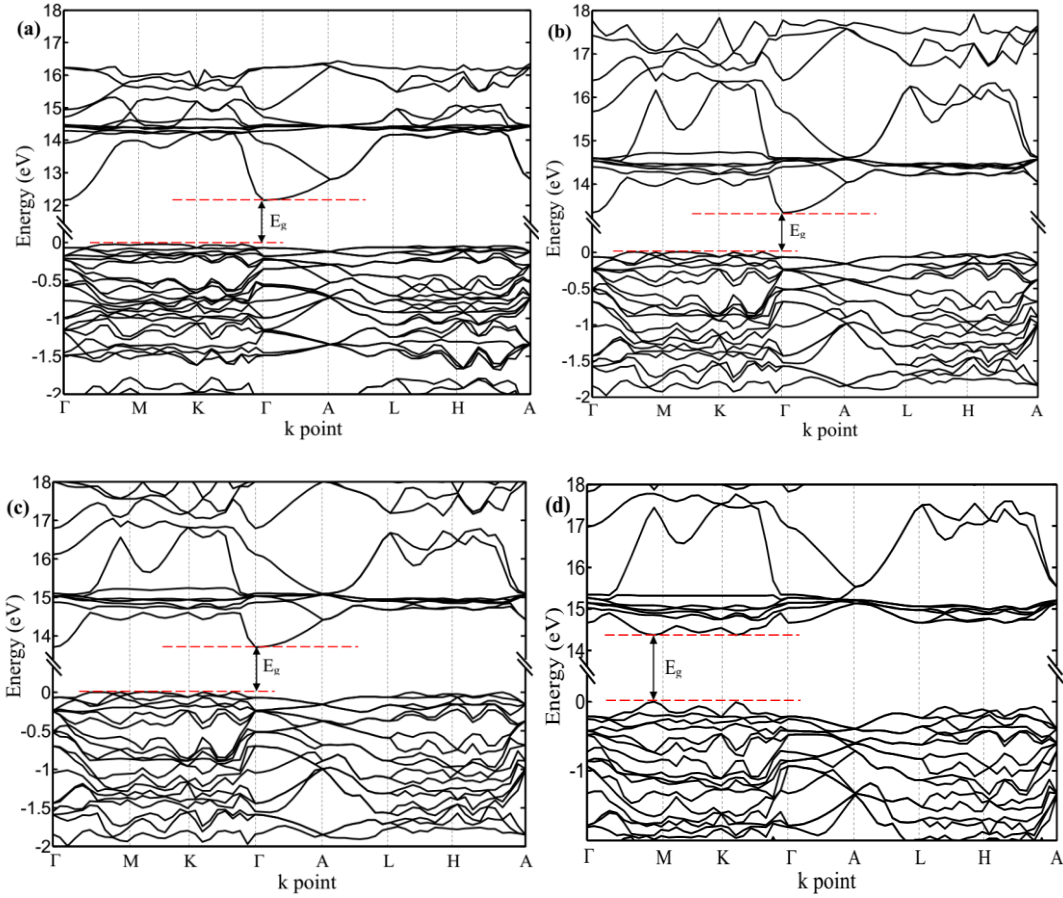 (a)
18
17
16
15
14
13
12
0
-0.5
-1
-1.5
-2
Energy (eV)
E_g
Γ M K Γ A L H A
k point
(b)
18
17
16
15
14
0
-0.5
-1
-1.5
-2
Energy (eV)
E_g
Γ M K Γ A L H A
k point
(c)
18
17
16
15
14
0
-0.5
-1
-1.5
-2
Energy (eV)
E_g
Γ M K Γ A L H A
k point
(d)
18
17
16
15
14
0
-1
Energy (eV)
E_g
Γ M K Γ A L H A
k point